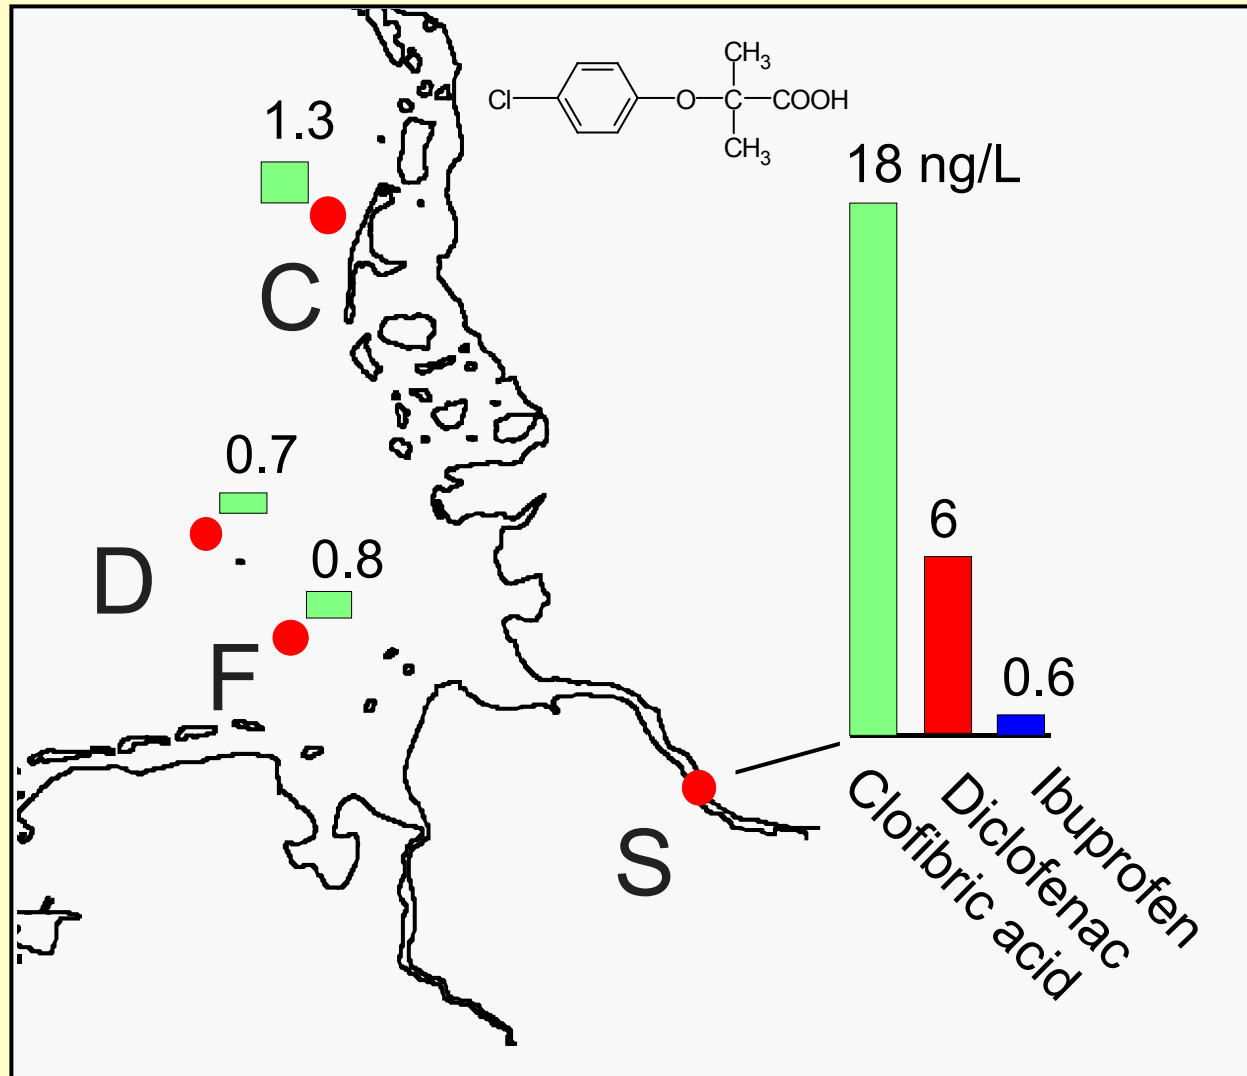 CH3
Cl
O
C
COOH
CH3
1.3
18 ng/L
C
0.7
6
D
0.8
F
0.6
S
Clofibric acid
Diclofenac
Ibuprofen